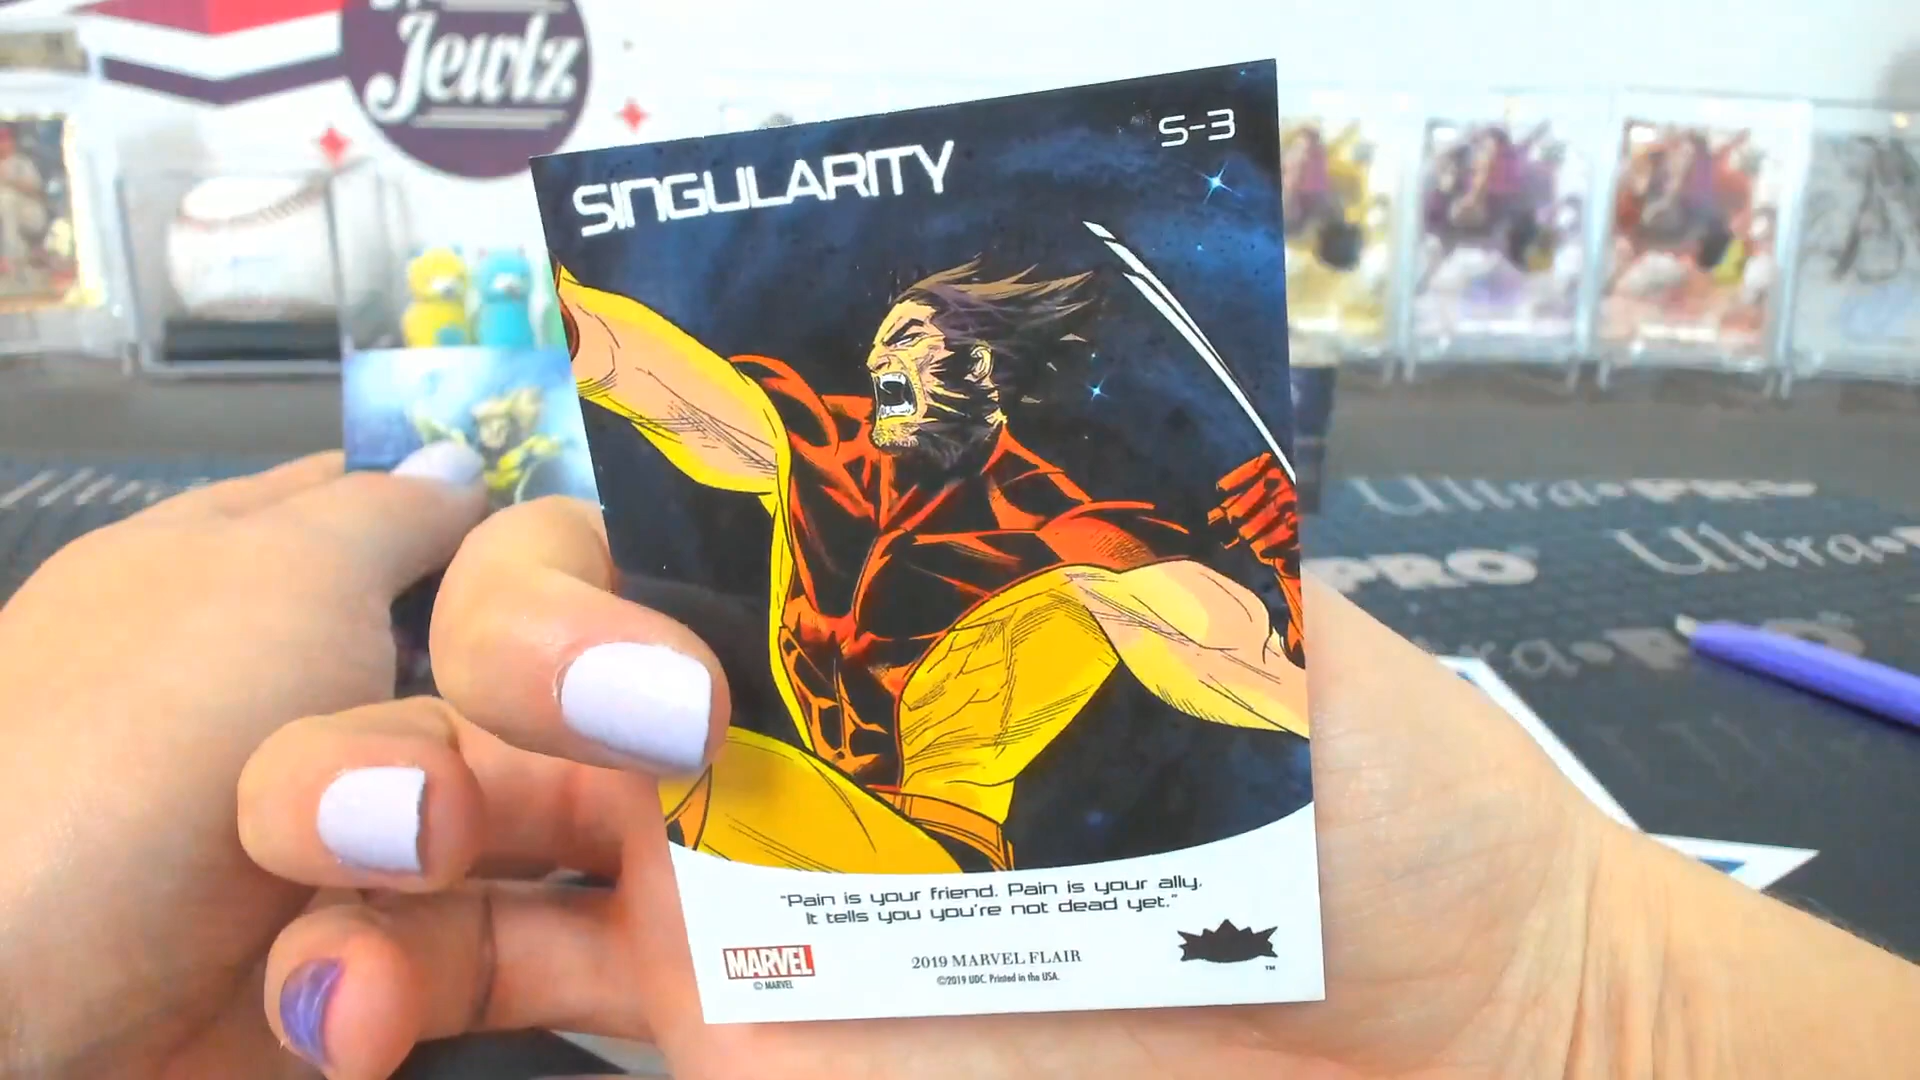 Jewlz
SINGULARITY
S-3
Ultra•PRO
Ultra
PRO
"Pain is your friend. Pain is your ally.
It tells you you're not dead yet."
MARVEL
© MARVEL
2019 MARVEL FLAIR
©2019 UDC. Printed in the USA.
TM